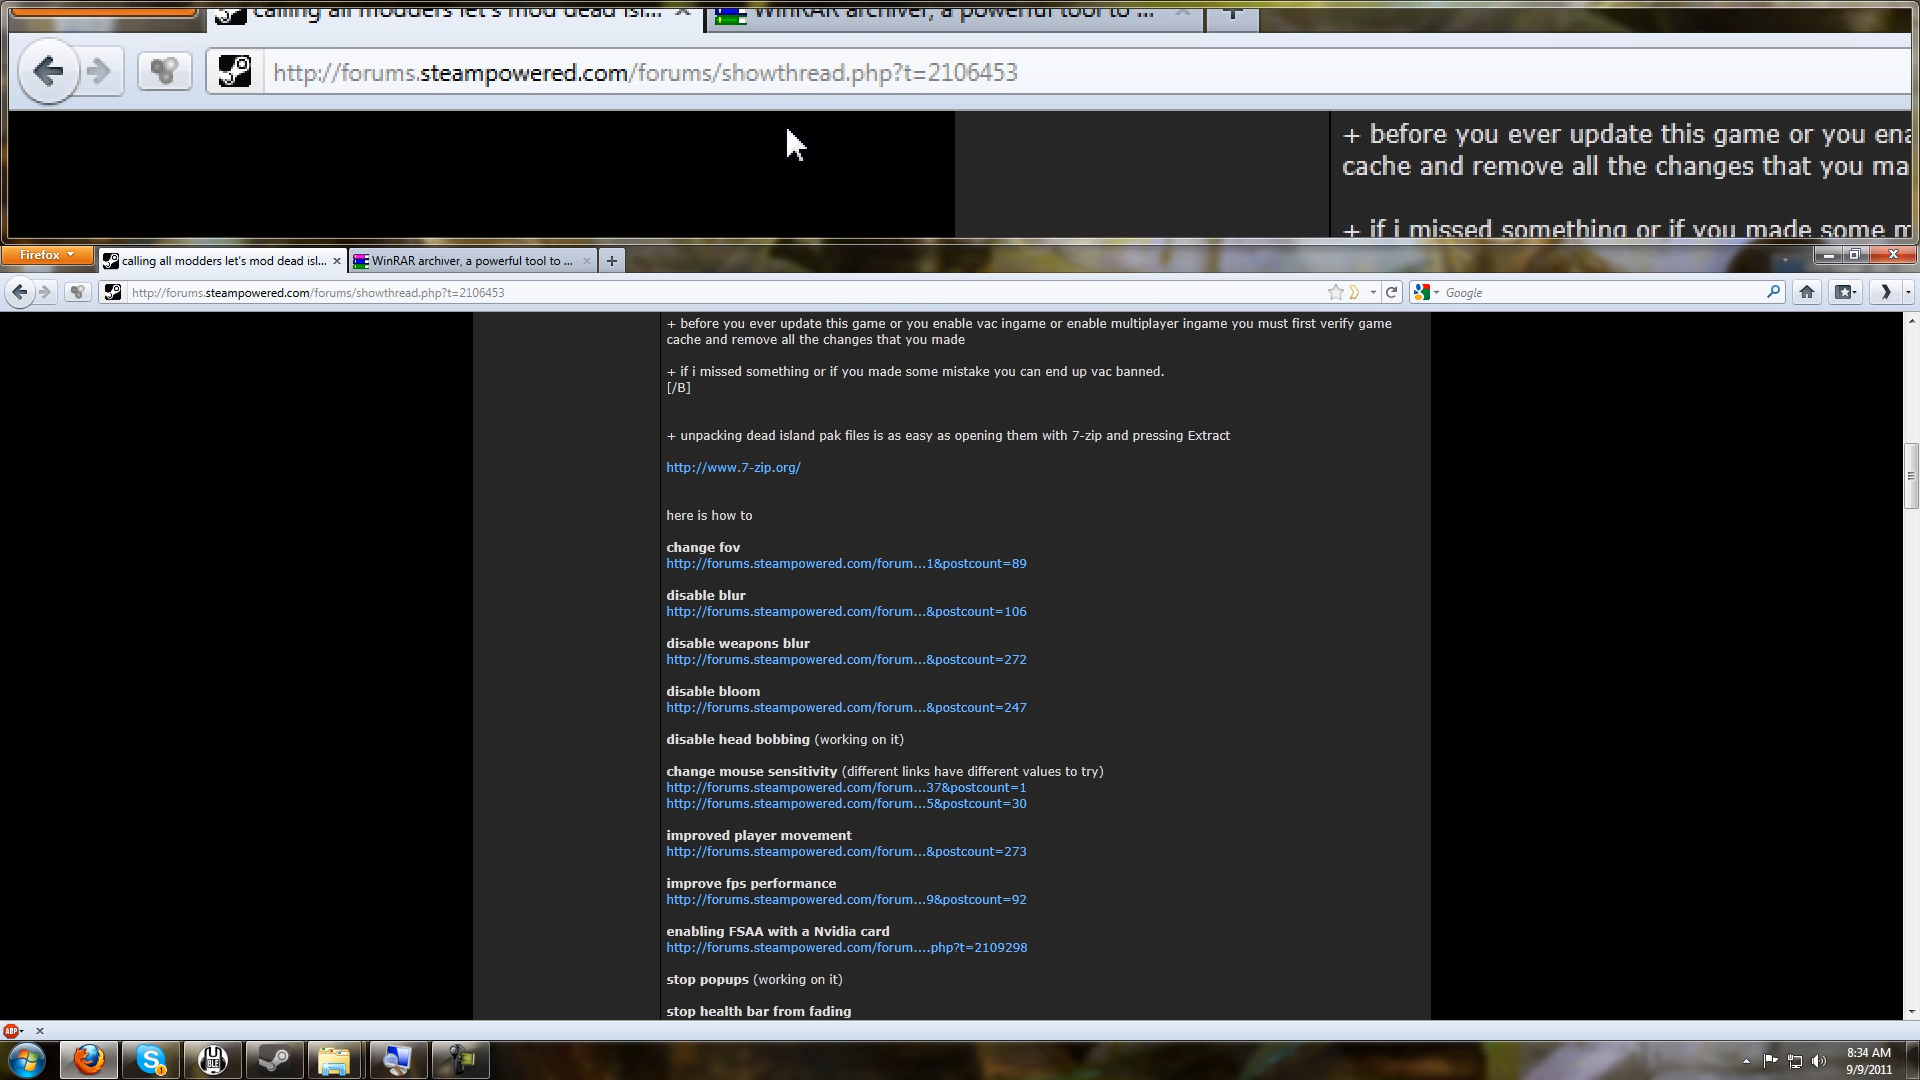 calling all modders let's mod dead isl...
WinRAR archiver, a powerful tool to ...
http://forums.steampowered.com/forums/showthread.php?t=2106453
+ before you ever update this game or you ena
cache and remove all the changes that you ma
+ if i missed something or if you made some m
Firefox
calling all modders let's mod dead isl...
WinRAR archiver, a powerful tool to ...
http://forums.steampowered.com/forums/showthread.php?t=2106453
Google
+ before you ever update this game or you enable vac ingame or enable multiplayer ingame you must first verify game
cache and remove all the changes that you made
+ if i missed something or if you made some mistake you can end up vac banned.
[/B]
+ unpacking dead island pak files is as easy as opening them with 7-zip and pressing Extract
http://www.7-zip.org/
here is how to
change fov
http://forums.steampowered.com/forum...1&postcount=89
disable blur
http://forums.steampowered.com/forum...&postcount=106
disable weapons blur
http://forums.steampowered.com/forum...&postcount=272
disable bloom
http://forums.steampowered.com/forum...&postcount=247
disable head bobbing (working on it)
change mouse sensitivity (different links have different values to try)
http://forums.steampowered.com/forum...37&postcount=1
http://forums.steampowered.com/forum...5&postcount=30
improved player movement
http://forums.steampowered.com/forum...&postcount=273
improve fps performance
http://forums.steampowered.com/forum...9&postcount=92
enabling FSAA with a Nvidia card
http://forums.steampowered.com/forum....php?t=2109298
stop popups (working on it)
stop health bar from fading
ABP
8:34 AM
9/9/2011